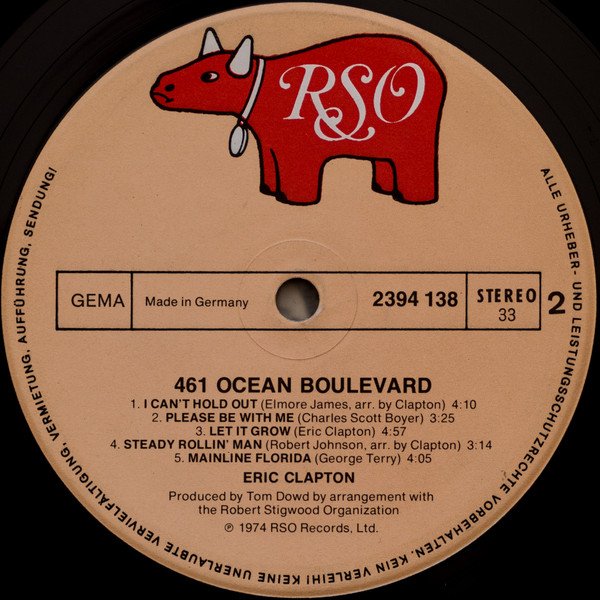 RSO
GEMA
Made in Germany
2394 138
STEREO
33
2
461 OCEAN BOULEVARD
1. I CAN'T HOLD OUT (Elmore James, arr. by Clapton) 4:10
2. PLEASE BE WITH ME (Charles Scott Boyer) 3:25
3. LET IT GROW (Eric Clapton) 4:57
4. STEADY ROLLIN' MAN (Robert Johnson, arr. by Clapton) 3:14
5. MAINLINE FLORIDA (George Terry) 4:05
ERIC CLAPTON
Produced by Tom Dowd by arrangement with
the Robert Stigwood Organization
℗ 1974 RSO Records, Ltd.
ALLE URHEBER- UND LEISTUNGSSCHUTZRECHTE VORBEHALTEN. KEIN VERLEIH! KEINE UNERLAUBTE VERVIELFÄLTIGUNG, VERMIETUNG, AUFFÜHRUNG, SENDUNG!